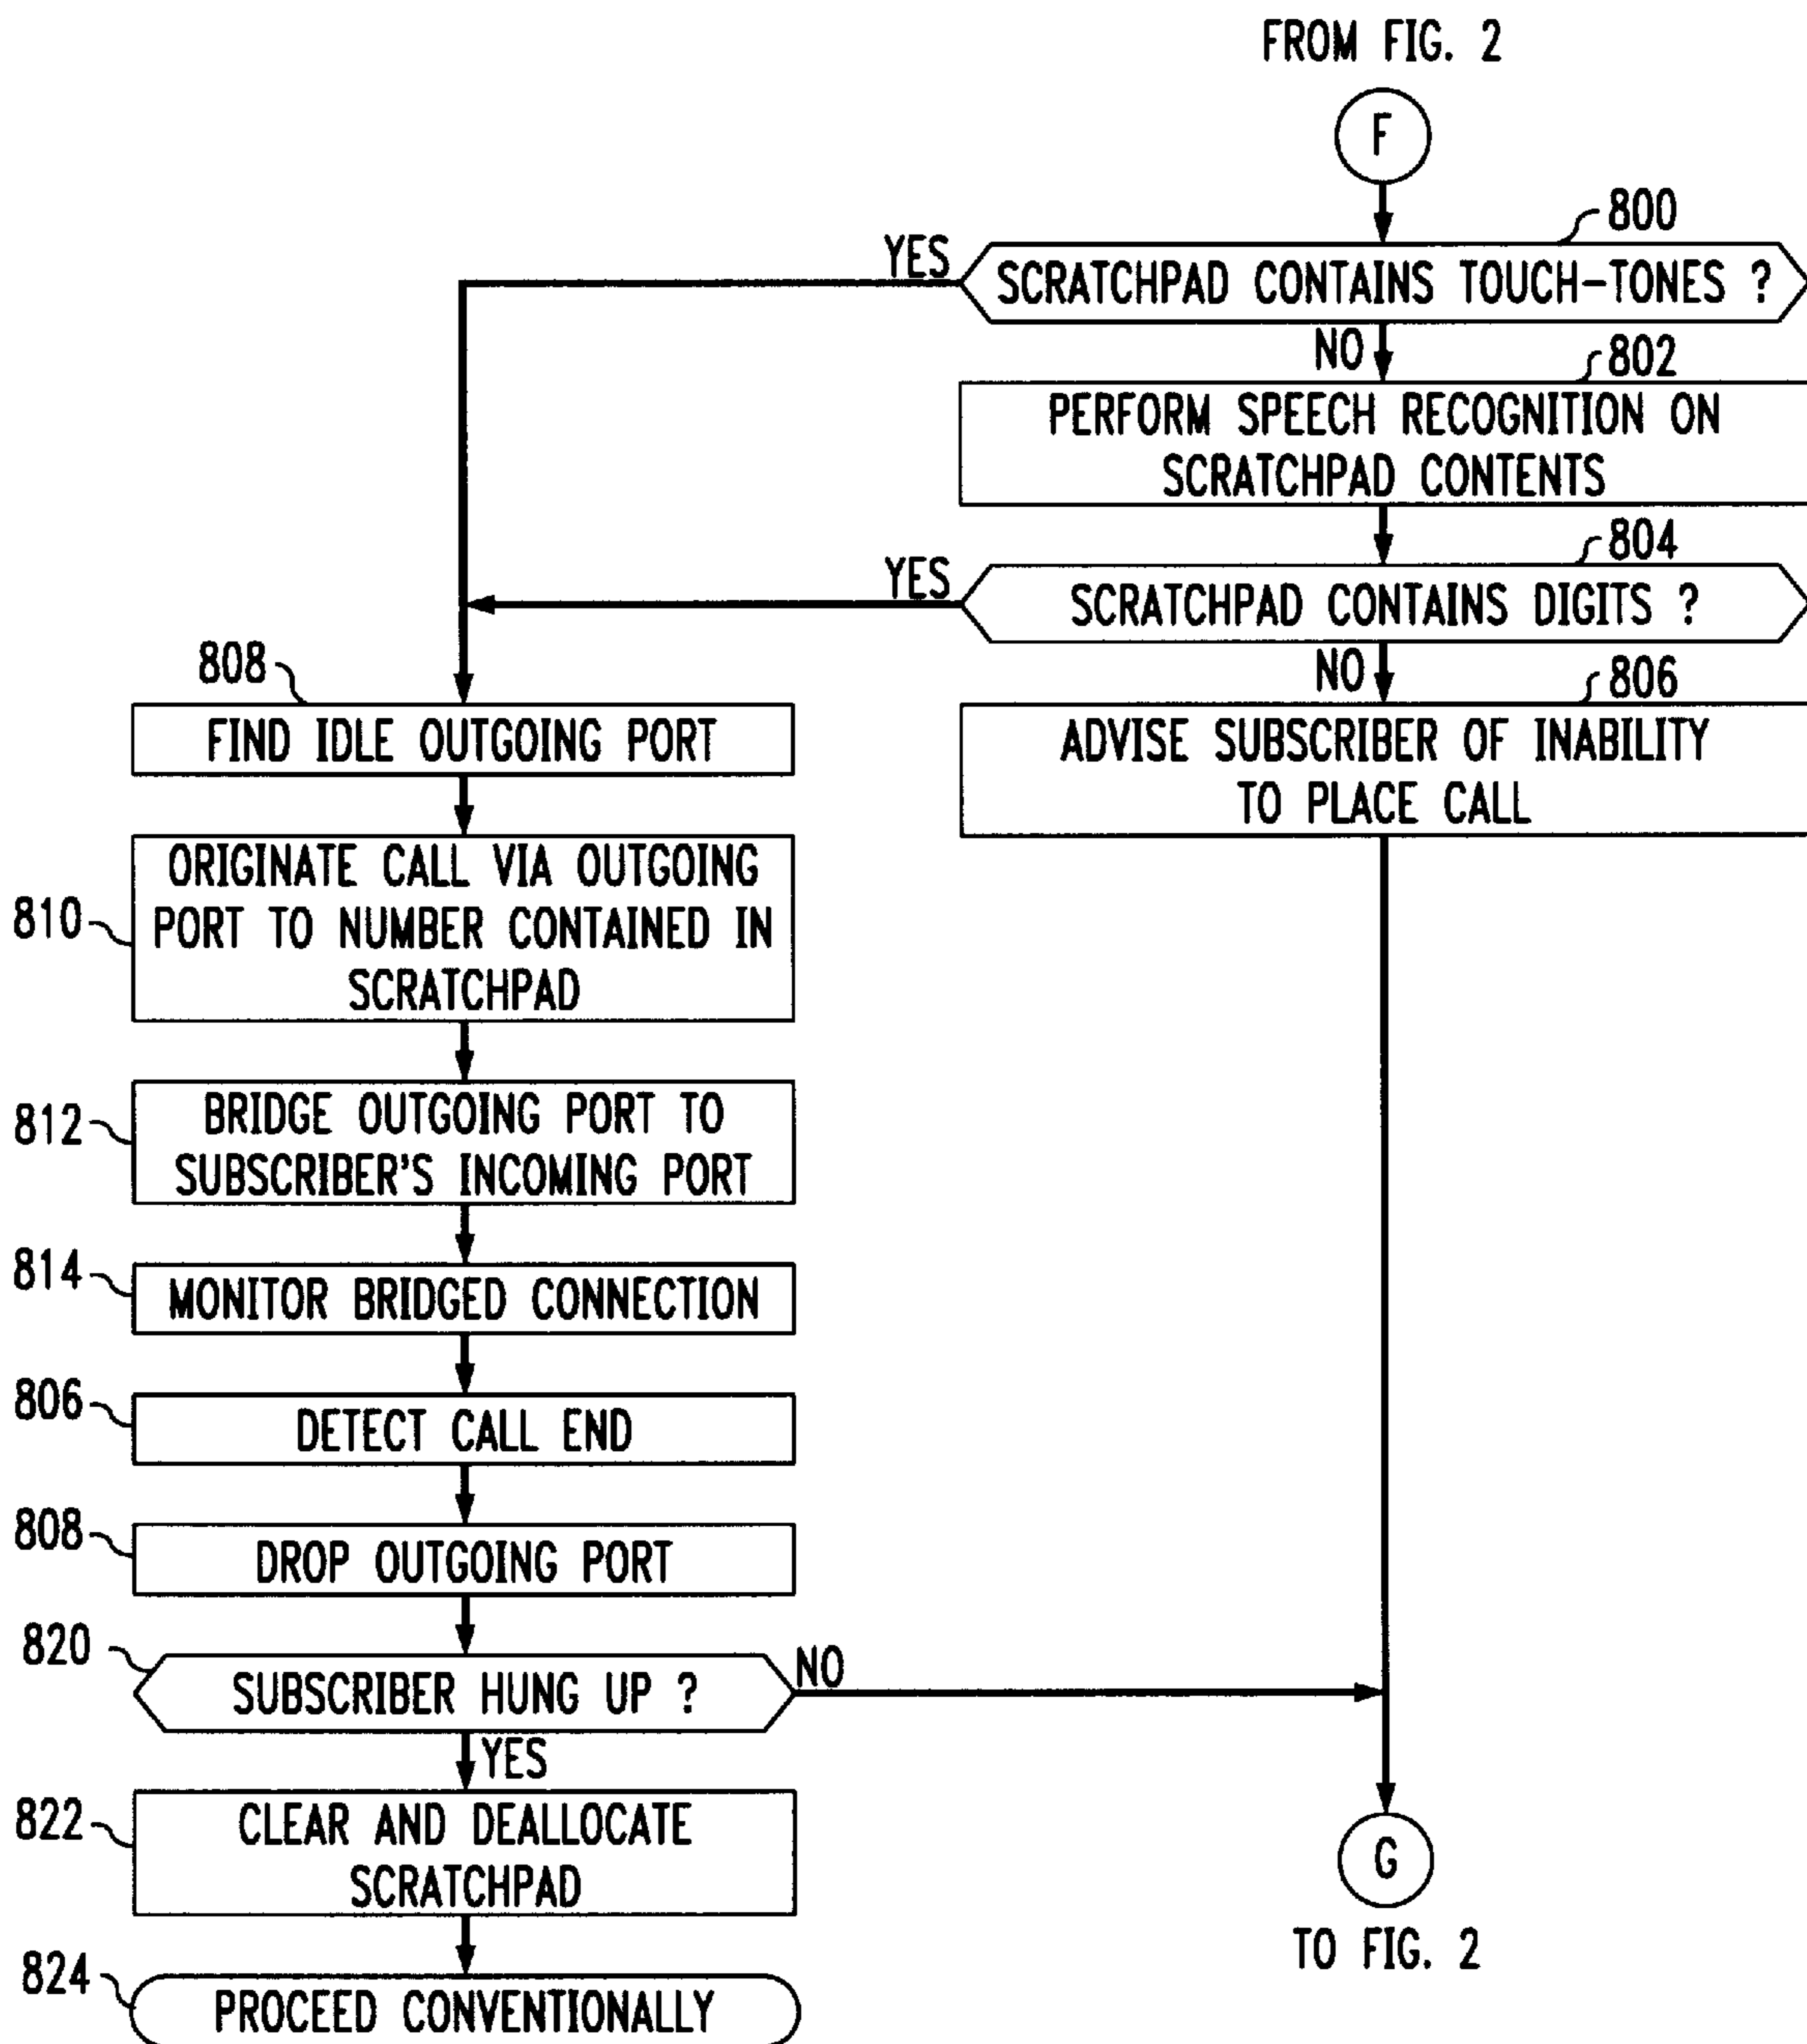 FROM FIG. 2
F
800
YES
SCRATCHPAD CONTAINS TOUCH-TONES ?
NO
802
PERFORM SPEECH RECOGNITION ON
SCRATCHPAD CONTENTS
804
YES
SCRATCHPAD CONTAINS DIGITS ?
NO
806
ADVISE SUBSCRIBER OF INABILITY
TO PLACE CALL
808
FIND IDLE OUTGOING PORT
810
ORIGINATE CALL VIA OUTGOING
PORT TO NUMBER CONTAINED IN
SCRATCHPAD
812
BRIDGE OUTGOING PORT TO
SUBSCRIBER'S INCOMING PORT
814
MONITOR BRIDGED CONNECTION
806
DETECT CALL END
808
DROP OUTGOING PORT
820
SUBSCRIBER HUNG UP ?
NO
YES
822
CLEAR AND DEALLOCATE
SCRATCHPAD
824
PROCEED CONVENTIONALLY
G
TO FIG. 2